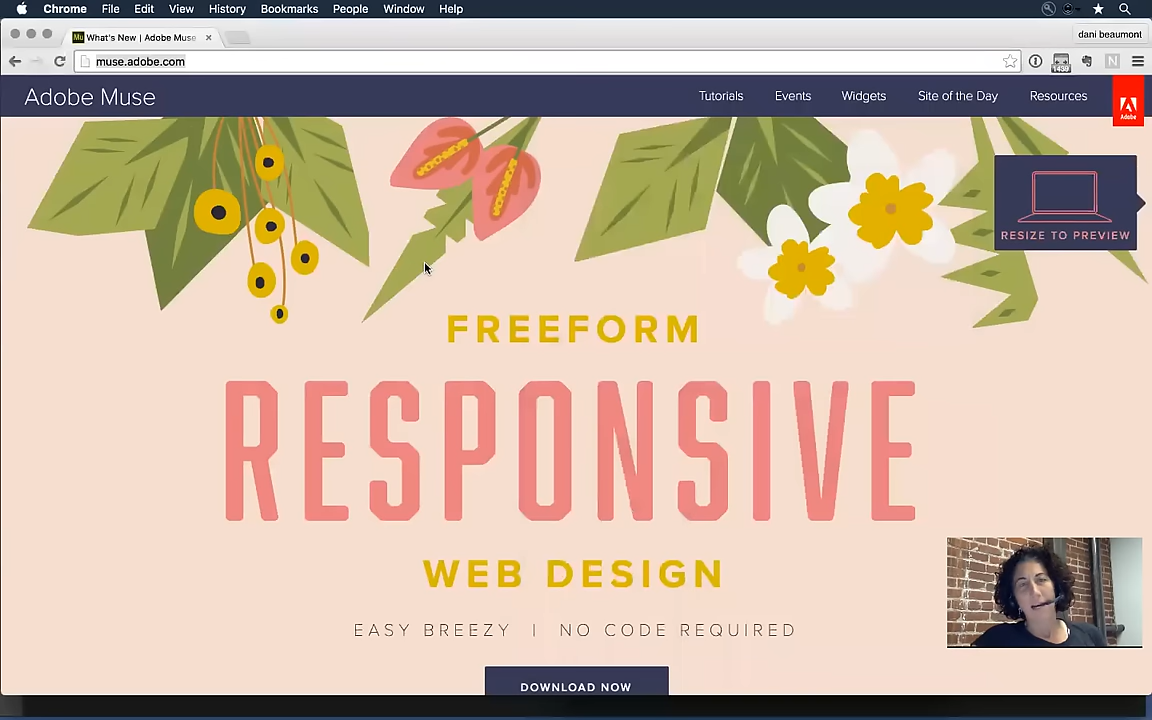 Chrome File Edit View History Bookmarks People Window Help
Mu What's New | Adobe Muse × dani beaumont
muse.adobe.com
1439 N
Adobe Muse Tutorials Events Widgets Site of the Day Resources
Adobe
RESIZE TO PREVIEW
FREEFORM
RESPONSIVE
WEB DESIGN
EASY BREEZY | NO CODE REQUIRED
DOWNLOAD NOW